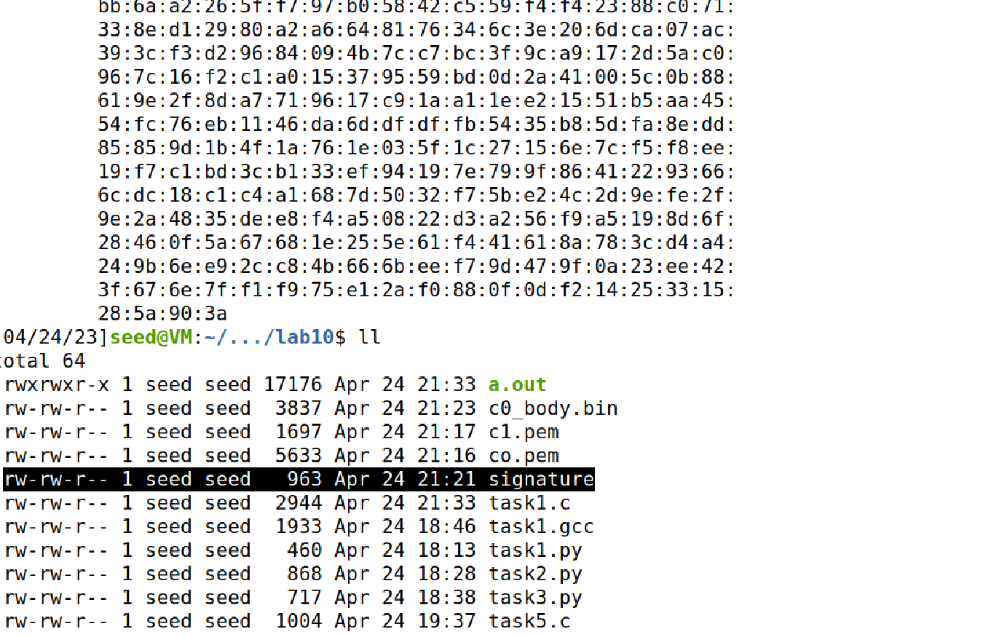 bb:6a:a2:26:5f:f7:97:b0:58:42:c5:59:f4:f4:23:88:c0:71:
33:8e:d1:29:80:a2:a6:64:81:76:34:6c:3e:20:6d:ca:07:ac:
39:3c:f3:d2:96:84:09:4b:7c:c7:bc:3f:9c:a9:17:2d:5a:c0:
96:7c:16:f2:c1:a0:15:37:95:59:bd:0d:2a:41:00:5c:0b:88:
61:9e:2f:8d:a7:71:96:17:c9:1a:a1:1e:e2:15:51:b5:aa:45:
54:fc:76:eb:11:46:da:6d:df:df:fb:54:35:b8:5d:fa:8e:dd:
85:85:9d:1b:4f:1a:76:1e:03:5f:1c:27:15:6e:7c:f5:f8:ee:
19:f7:c1:bd:3c:b1:33:ef:94:19:7e:79:9f:86:41:22:93:66:
6c:dc:18:c1:c4:a1:68:7d:50:32:f7:5b:e2:4c:2d:9e:fe:2f:
9e:2a:48:35:de:e8:f4:a5:08:22:d3:a2:56:f9:a5:19:8d:6f:
28:46:0f:5a:67:68:1e:25:5e:61:f4:41:61:8a:78:3c:d4:a4:
24:9b:6e:e9:2c:c8:4b:66:6b:ee:f7:9d:47:9f:0a:23:ee:42:
3f:67:6e:7f:f1:f9:75:e1:2a:f0:88:0f:0d:f2:14:25:33:15:
28:5a:90:3a
04/24/23]seed@VM:~/.../lab10$ ll
total 64
rwxrwxr-x 1 seed seed 17176 Apr 24 21:33 a.out
rw-rw-r-- 1 seed seed 3837 Apr 24 21:23 c0_body.bin
rw-rw-r-- 1 seed seed 1697 Apr 24 21:17 c1.pem
rw-rw-r-- 1 seed seed 5633 Apr 24 21:16 co.pem
rw-rw-r-- 1 seed seed 963 Apr 24 21:21 signature
rw-rw-r-- 1 seed seed 2944 Apr 24 21:33 task1.c
rw-rw-r-- 1 seed seed 1933 Apr 24 18:46 task1.gcc
rw-rw-r-- 1 seed seed 460 Apr 24 18:13 task1.py
rw-rw-r-- 1 seed seed 868 Apr 24 18:28 task2.py
rw-rw-r-- 1 seed seed 717 Apr 24 18:38 task3.py
rw-rw-r-- 1 seed seed 1004 Apr 24 19:37 task5.c